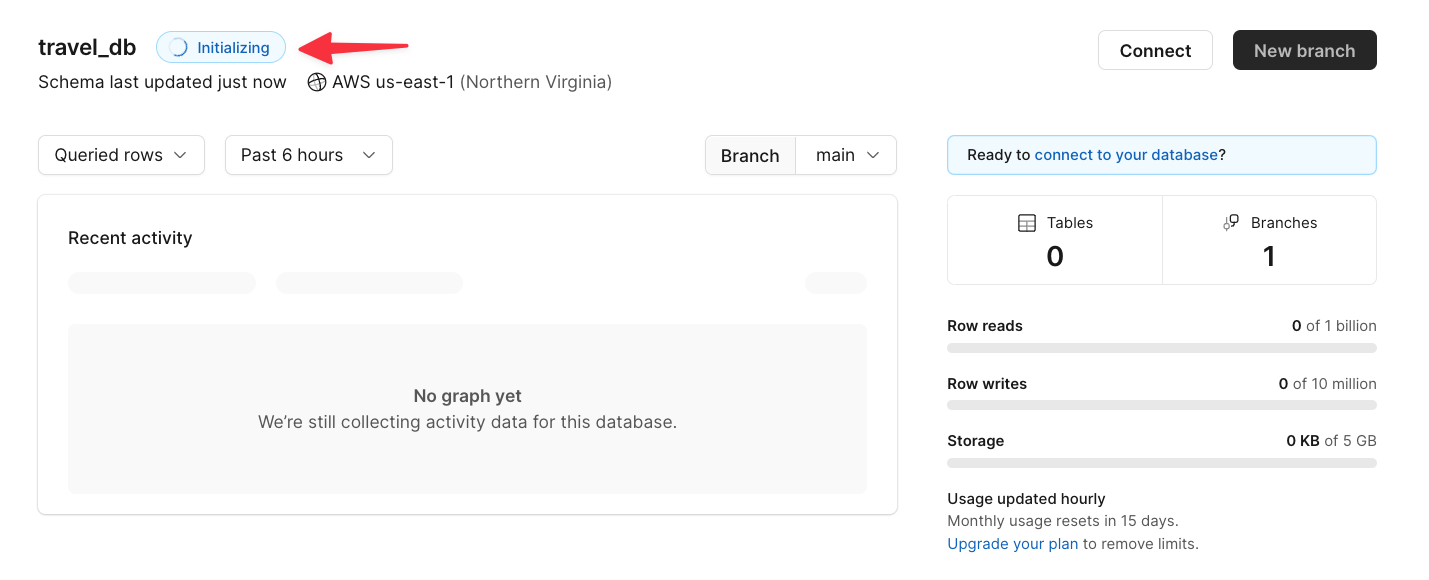 travel_db Initializing Connect New branch
Schema last updated just now AWS us-east-1 (Northern Virginia)
Queried rows Past 6 hours Branch main
Ready to connect to your database?
Recent activity
No graph yet
We're still collecting activity data for this database.
Tables Branches
0 1
Row reads 0 of 1 billion
Row writes 0 of 10 million
Storage 0 KB of 5 GB
Usage updated hourly
Monthly usage resets in 15 days.
Upgrade your plan to remove limits.